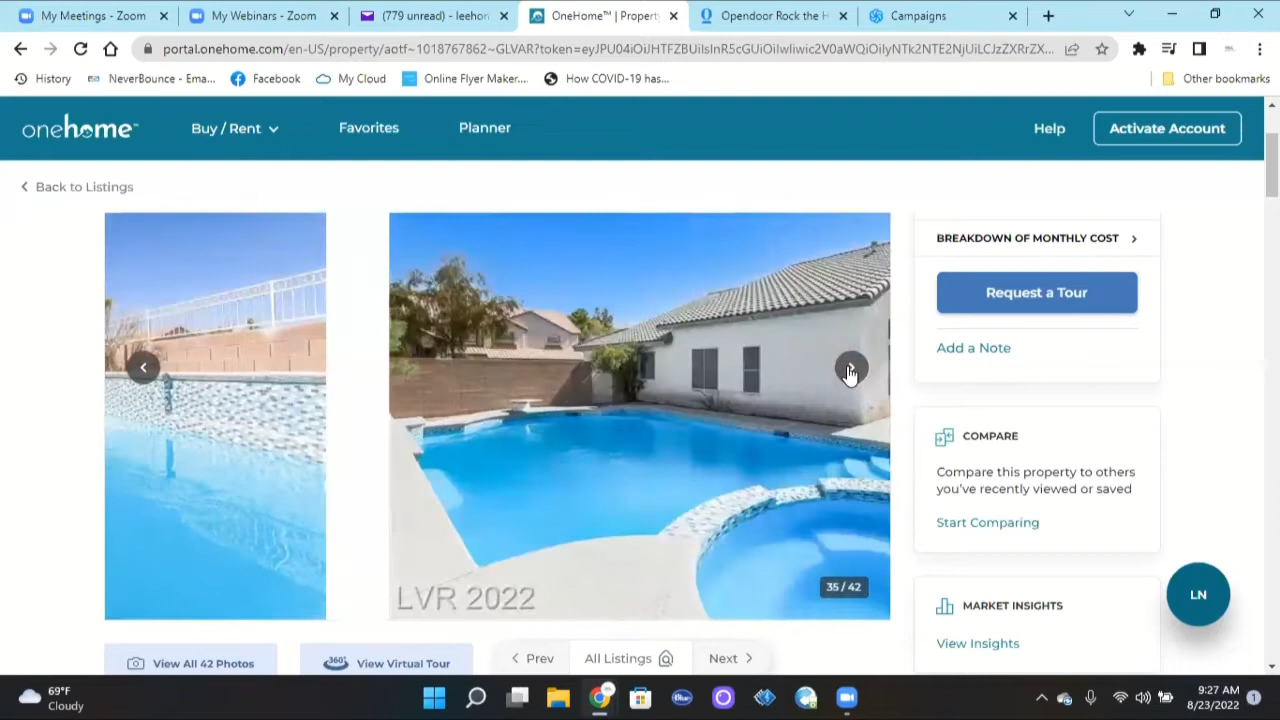 My Meetings - Zoom
My Webinars - Zoom
(779 unread) - leehor
OneHome™ | Propert
Opendoor Rock the H
Campaigns
portal.onehome.com/en-US/property/aotf~1018767862~GLVAR?token=eyJPU04iOiJHTFZBUiIsInR5cGUiOiIwIiwic2V0aWQiOiIyNTk2NTE2NjUiLCJzZXRrZX...
History
NeverBounce - Ema...
Facebook
My Cloud
Online Flyer Maker....
How COVID-19 has...
Other bookmarks
onehome™
Buy / Rent
Favorites
Planner
Help
Activate Account
Back to Listings
BREAKDOWN OF MONTHLY COST
Request a Tour
Add a Note
COMPARE
Compare this property to others
you've recently viewed or saved
Start Comparing
LVR 2022
35 / 42
LN
MARKET INSIGHTS
View Insights
View All 42 Photos
360°
View Virtual Tour
Prev
All Listings
Next
69°F
Cloudy
9:27 AM
8/23/2022
1